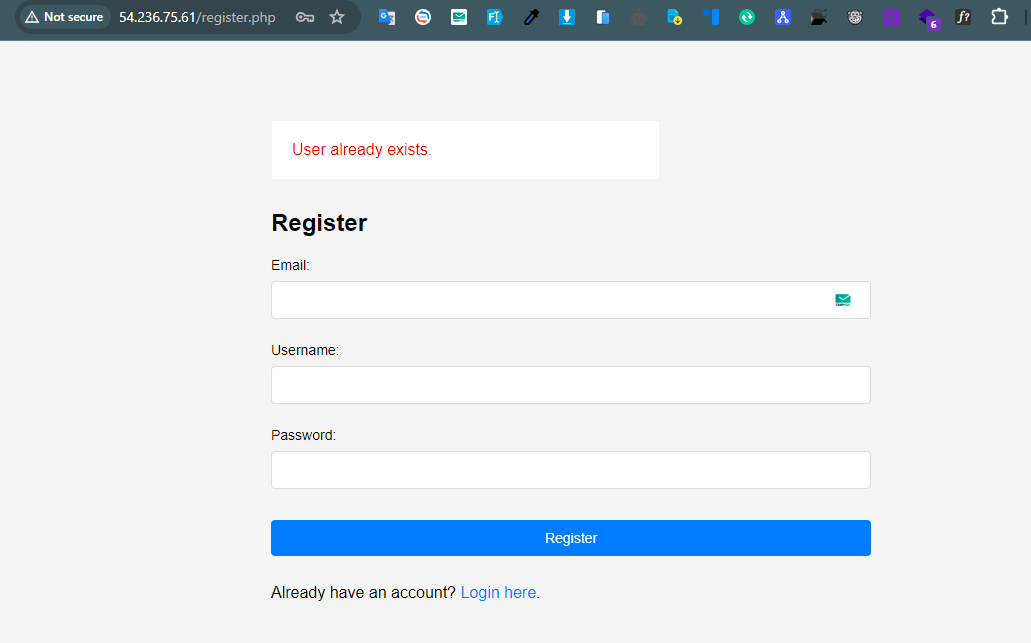 Not secure 54.236.75.61/register.php
6
f?
User already exists.
Register
Email:
Username:
Password:
Register
Already have an account? Login here.